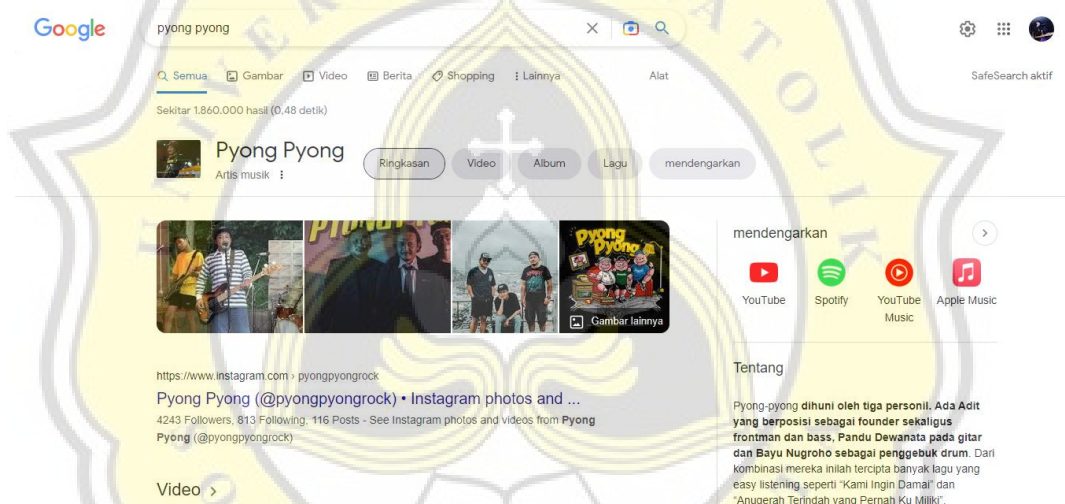 Google
pyong pyong
Semua Gambar Video Berita Shopping Lainnya Alat SafeSearch aktif
Sekitar 1.860.000 hasil (0,48 detik)
Pyong Pyong
Artis musik
Ringkasan Video Album Lagu mendengarkan
Pyong
Pyong
Gambar lainnya
https://www.instagram.com › pyongpyongrock
Pyong Pyong (@pyongpyongrock) • Instagram photos and ...
4243 Followers, 813 Following, 116 Posts - See Instagram photos and videos from Pyong
Pyong (@pyongpyongrock)
Video
mendengarkan
YouTube Spotify YouTube Music Apple Music
Tentang
Pyong-pyong dihuni oleh tiga personil. Ada Adit
yang berposisi sebagai founder sekaligus
frontman dan bass, Pandu Dewanata pada gitar
dan Bayu Nugroho sebagai penggebuk drum. Dari
kombinasi mereka inilah tercipta banyak lagu yang
easy listening seperti “Kami Ingin Damai” dan
“Anugerah Terindah yang Pernah Ku Miliki”.